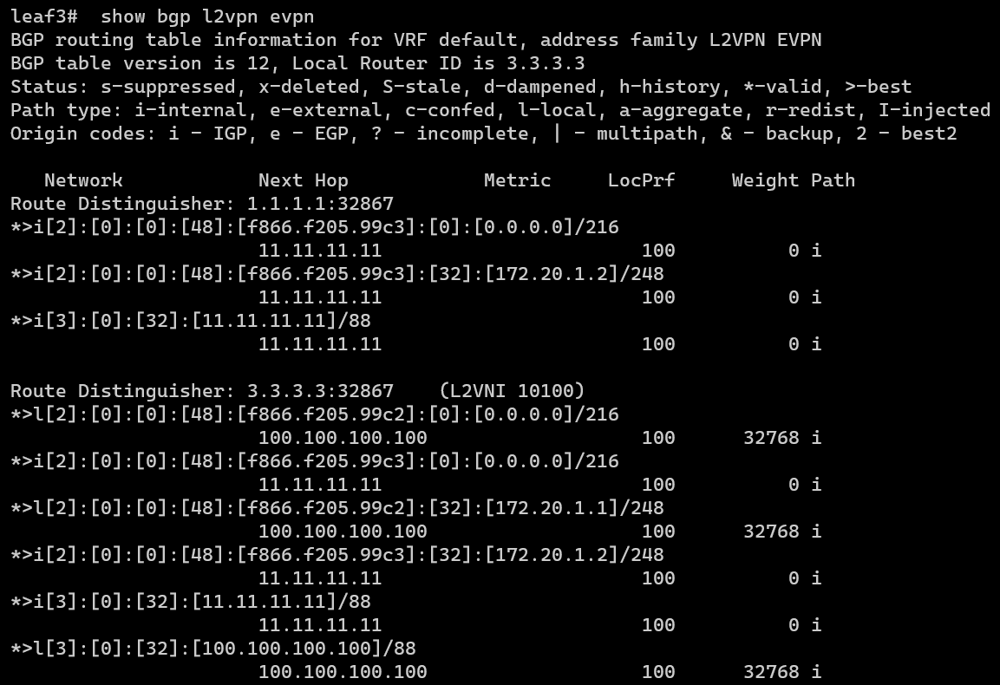 leaf3#  show bgp l2vpn evpn
BGP routing table information for VRF default, address family L2VPN EVPN
BGP table version is 12, Local Router ID is 3.3.3.3
Status: s-suppressed, x-deleted, S-stale, d-dampened, h-history, *-valid, >-best
Path type: i-internal, e-external, c-confed, l-local, a-aggregate, r-redist, I-injected
Origin codes: i - IGP, e - EGP, ? - incomplete, | - multipath, & - backup, 2 - best2

   Network            Next Hop            Metric     LocPrf     Weight Path
Route Distinguisher: 1.1.1.1:32867
*>i[2]:[0]:[0]:[48]:[f866.f205.99c3]:[0]:[0.0.0.0]/216
                      11.11.11.11                       100          0 i
*>i[2]:[0]:[0]:[48]:[f866.f205.99c3]:[32]:[172.20.1.2]/248
                      11.11.11.11                       100          0 i
*>i[3]:[0]:[32]:[11.11.11.11]/88
                      11.11.11.11                       100          0 i

Route Distinguisher: 3.3.3.3:32867    (L2VNI 10100)
*>l[2]:[0]:[0]:[48]:[f866.f205.99c2]:[0]:[0.0.0.0]/216
                      100.100.100.100                   100      32768 i
*>i[2]:[0]:[0]:[48]:[f866.f205.99c3]:[0]:[0.0.0.0]/216
                      11.11.11.11                       100          0 i
*>l[2]:[0]:[0]:[48]:[f866.f205.99c2]:[32]:[172.20.1.1]/248
                      100.100.100.100                   100      32768 i
*>i[2]:[0]:[0]:[48]:[f866.f205.99c3]:[32]:[172.20.1.2]/248
                      11.11.11.11                       100          0 i
*>i[3]:[0]:[32]:[11.11.11.11]/88
                      11.11.11.11                       100          0 i
*>l[3]:[0]:[32]:[100.100.100.100]/88
                      100.100.100.100                   100      32768 i